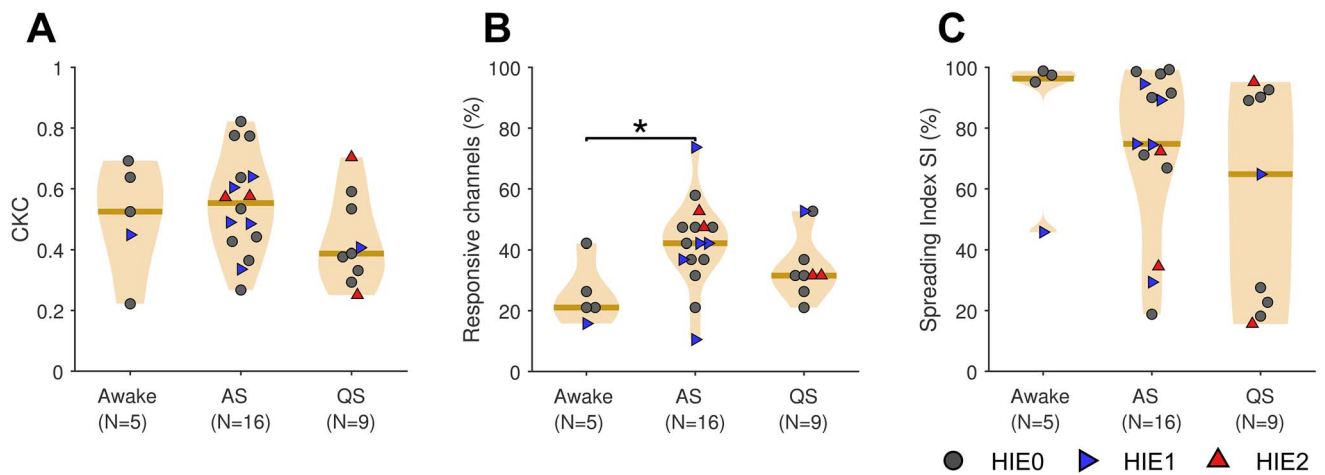 A
B
C
CKC
1
0.8
0.6
0.4
0.2
0
Awake
(N=5)
AS
(N=16)
QS
(N=9)
Responsive channels (%)
100
80
60
40
20
0
*
Awake
(N=5)
AS
(N=16)
QS
(N=9)
Spreading Index SI (%)
100
80
60
40
20
0
Awake
(N=5)
AS
(N=16)
QS
(N=9)
HIE0 HIE1 HIE2